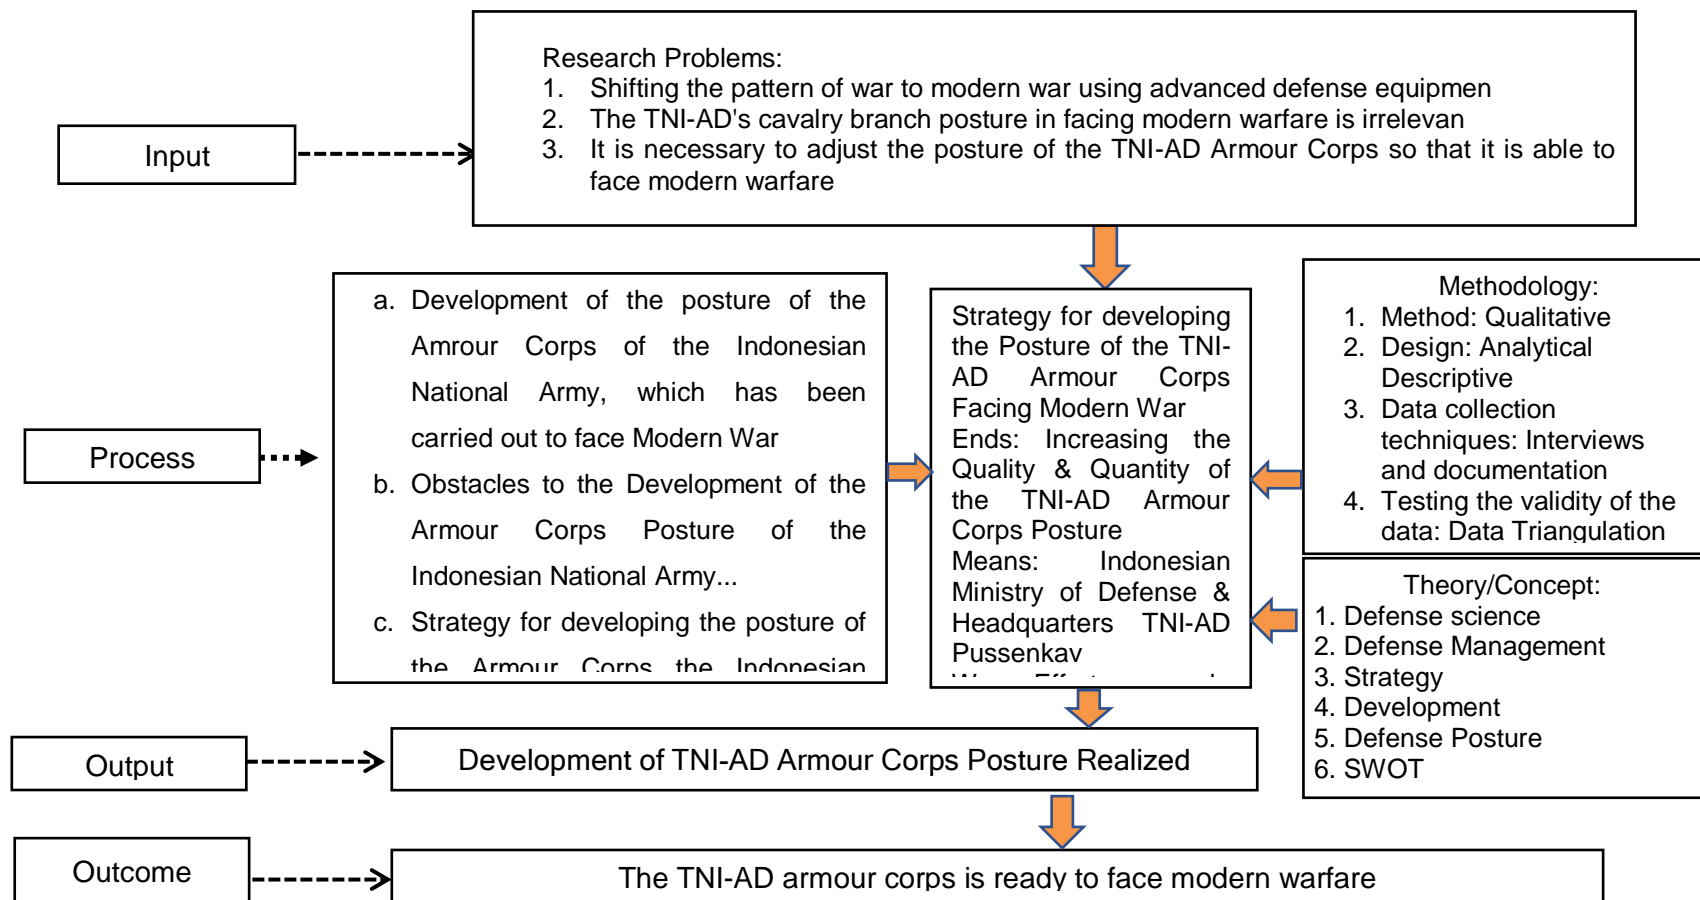 Research Problems:
1. Shifting the pattern of war to modern war using advanced defense equipmen
2. The TNI-AD's cavalry branch posture in facing modern warfare is irrelevan
3. It is necessary to adjust the posture of the TNI-AD Armour Corps so that it is able to
face modern warfare
Input
Process
a. Development of the posture of the
Amrour Corps of the Indonesian
National Army, which has been
carried out to face Modern War
b. Obstacles to the Development of the
Armour Corps Posture of the
Indonesian National Army...
c. Strategy for developing the posture of
the Armour Corps the Indonesian
Strategy for developing
the Posture of the TNI-
AD Armour Corps
Facing Modern War
Ends: Increasing the
Quality & Quantity of
the TNI-AD Armour
Corps Posture
Means: Indonesian
Ministry of Defense &
Headquarters TNI-AD
Pussenkav
Methodology:
1. Method: Qualitative
2. Design: Analytical
Descriptive
3. Data collection
techniques: Interviews
and documentation
4. Testing the validity of the
data: Data Triangulation
Theory/Concept:
1. Defense science
2. Defense Management
3. Strategy
4. Development
5. Defense Posture
6. SWOT
Output
Development of TNI-AD Armour Corps Posture Realized
Outcome
The TNI-AD armour corps is ready to face modern warfare